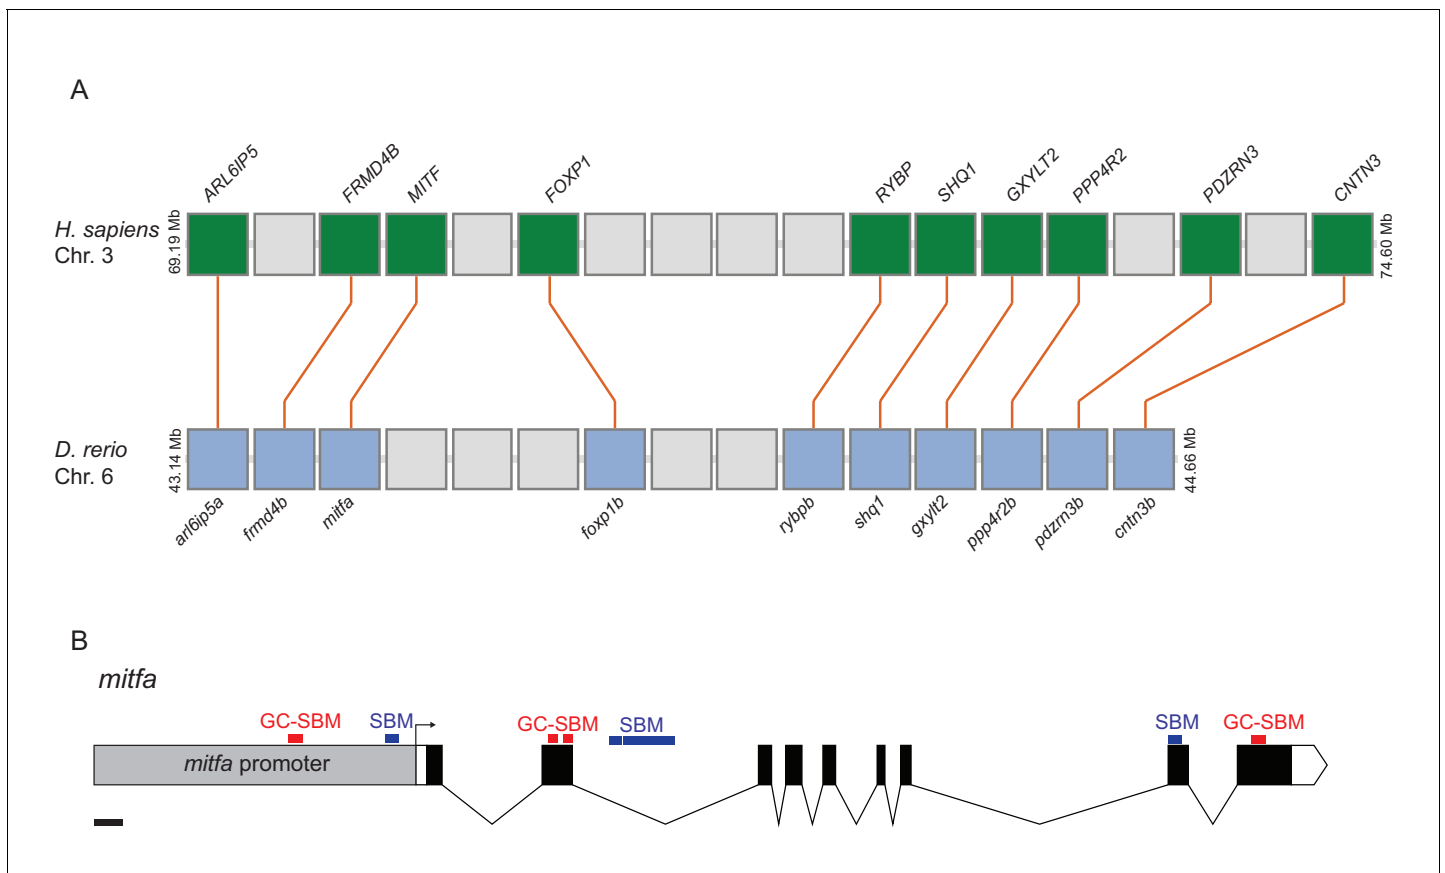 A
ARL6IP5
FRMD4B
MITF
FOXP1
RYBP
SHQ1
GXYLT2
PPP4R2
PDZRN3
CNTN3
H. sapiens
Chr. 3
69.19 Mb
74.60 Mb
D. rerio
Chr. 6
43.14 Mb
44.66 Mb
arl6ip5a
frmd4b
mitfa
foxp1b
rybpb
shq1
gxylt2
ppp4r2b
pdzrn3b
cntn3b
B
mitfa
GC-SBM
SBM
GC-SBM
SBM
SBM
GC-SBM
mitfa promoter